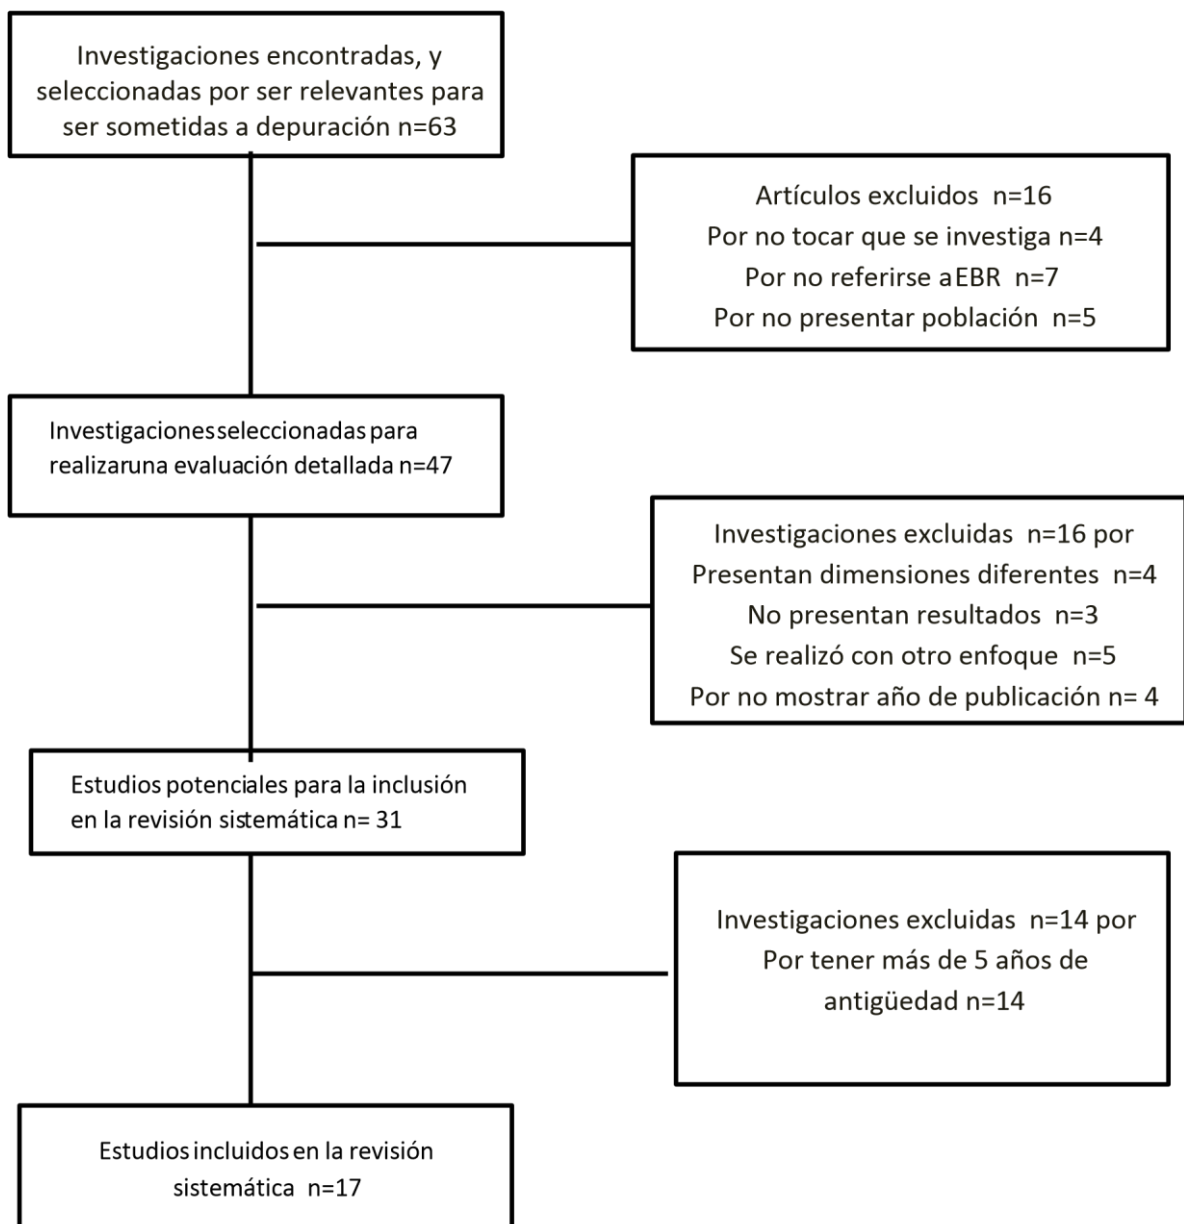 Investigaciones encontradas, y
seleccionadas por ser relevantes para
ser sometidas a depuración n=63
Artículos excluidos n=16
Por no tocar que se investiga n=4
Por no referirse a EBR n=7
Por no presentar población n=5
Investigaciones seleccionadas para
realizaruna evaluación detallada n=47
Investigaciones excluidas n=16 por
Presentan dimensiones diferentes n=4
No presentan resultados n=3
Se realizó con otro enfoque n=5
Por no mostrar año de publicación n= 4
Estudios potenciales para la inclusión
en la revisión sistemática n= 31
Investigaciones excluidas n=14 por
Por tener más de 5 años de
antigüedad n=14
Estudios incluidos en la revisión
sistemática n=17